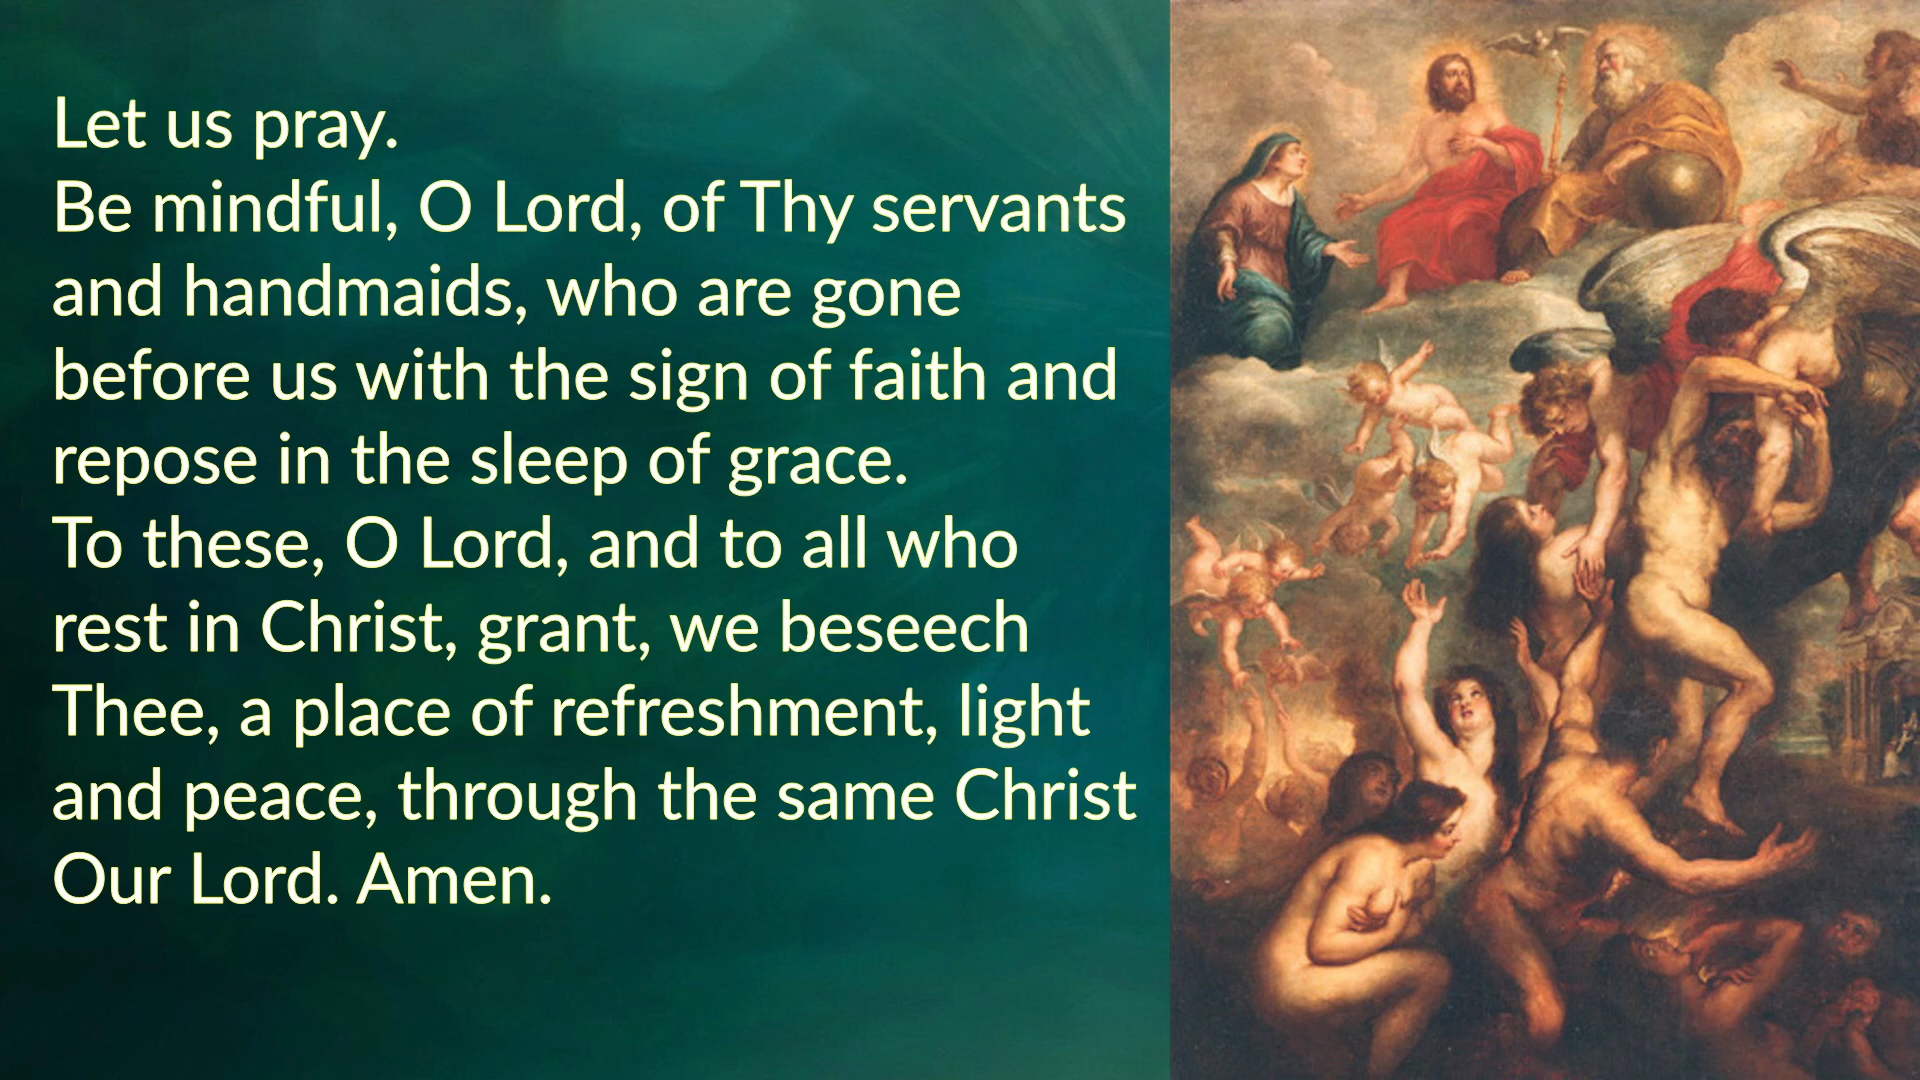 Let us pray.
Be mindful, O Lord, of Thy servants
and handmaids, who are gone
before us with the sign of faith and
repose in the sleep of grace.
To these, O Lord, and to all who
rest in Christ, grant, we beseech
Thee, a place of refreshment, light
and peace, through the same Christ
Our Lord. Amen.